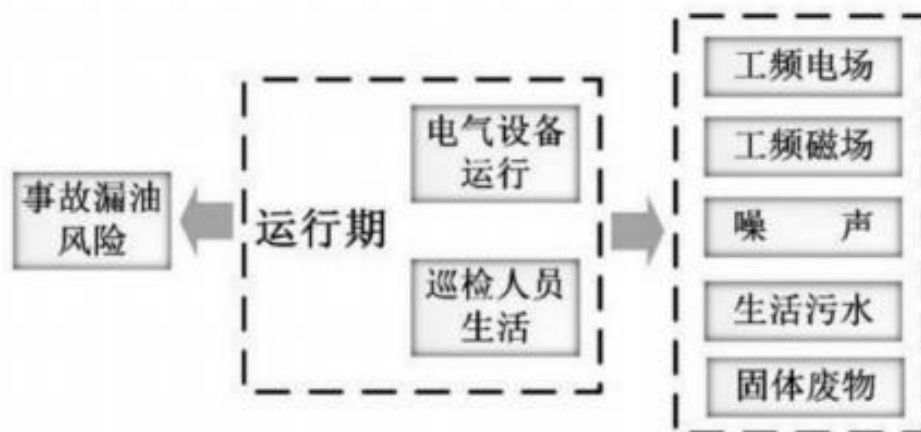 事故漏油
风险
运行期
电气设备
运行
巡检人员
生活
工频电场
工频磁场
噪 声
生活污水
固体废物